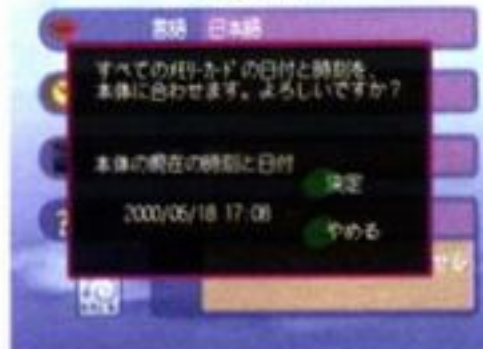 言語 日本語
すべてのﾒﾓﾘｰｶｰﾄﾞの日付と時刻を、
本体に合わせます。よろしいですか？
本体の現在の時刻と日付
決定
2000/06/18 17:08
やめる
せる